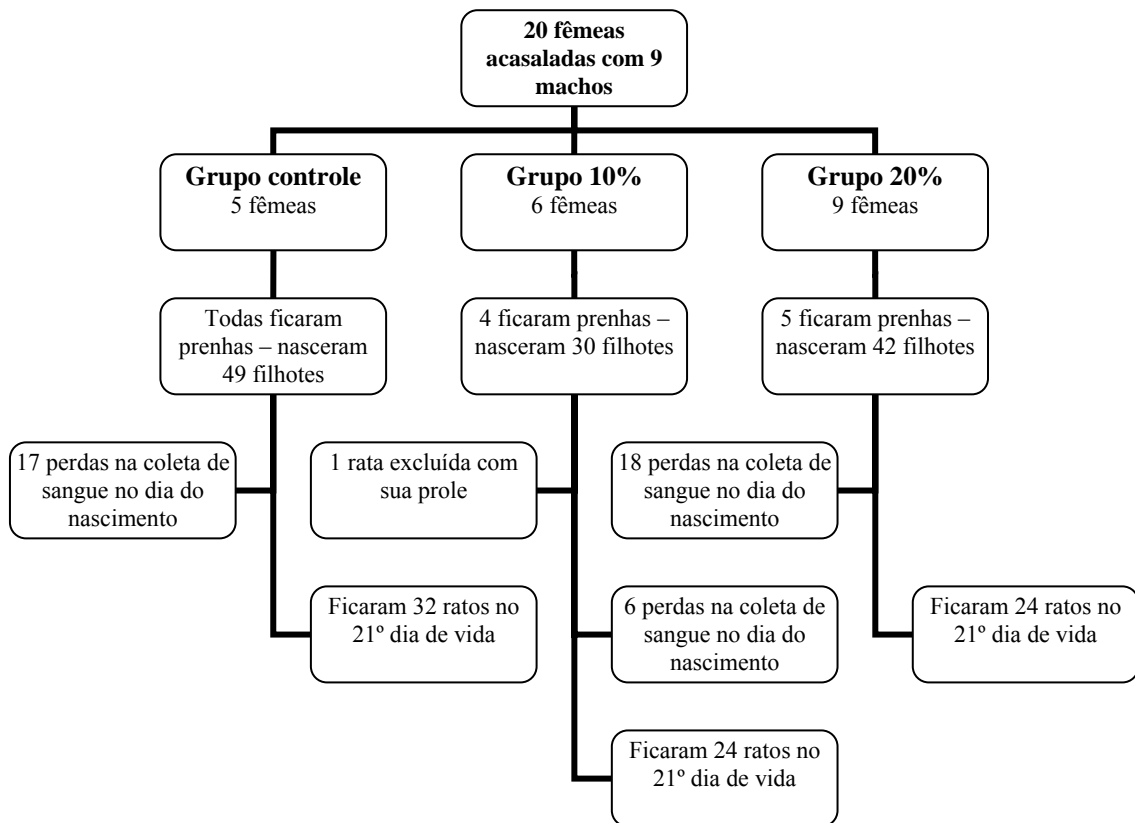 20 fêmeas
acasaladas com 9
machos
Grupo controle
5 fêmeas
Grupo 10%
6 fêmeas
Grupo 20%
9 fêmeas
Todas ficaram
prenhas – nasceram
49 filhotes
4 ficaram prenhas –
nasceram 30 filhotes
5 ficaram prenhas –
nasceram 42 filhotes
17 perdas na coleta de
sangue no dia do
nascimento
1 rata excluída com
sua prole
18 perdas na coleta de
sangue no dia do
nascimento
Ficaram 32 ratos no
21º dia de vida
6 perdas na coleta de
sangue no dia do
nascimento
Ficaram 24 ratos no
21º dia de vida
Ficaram 24 ratos no
21º dia de vida